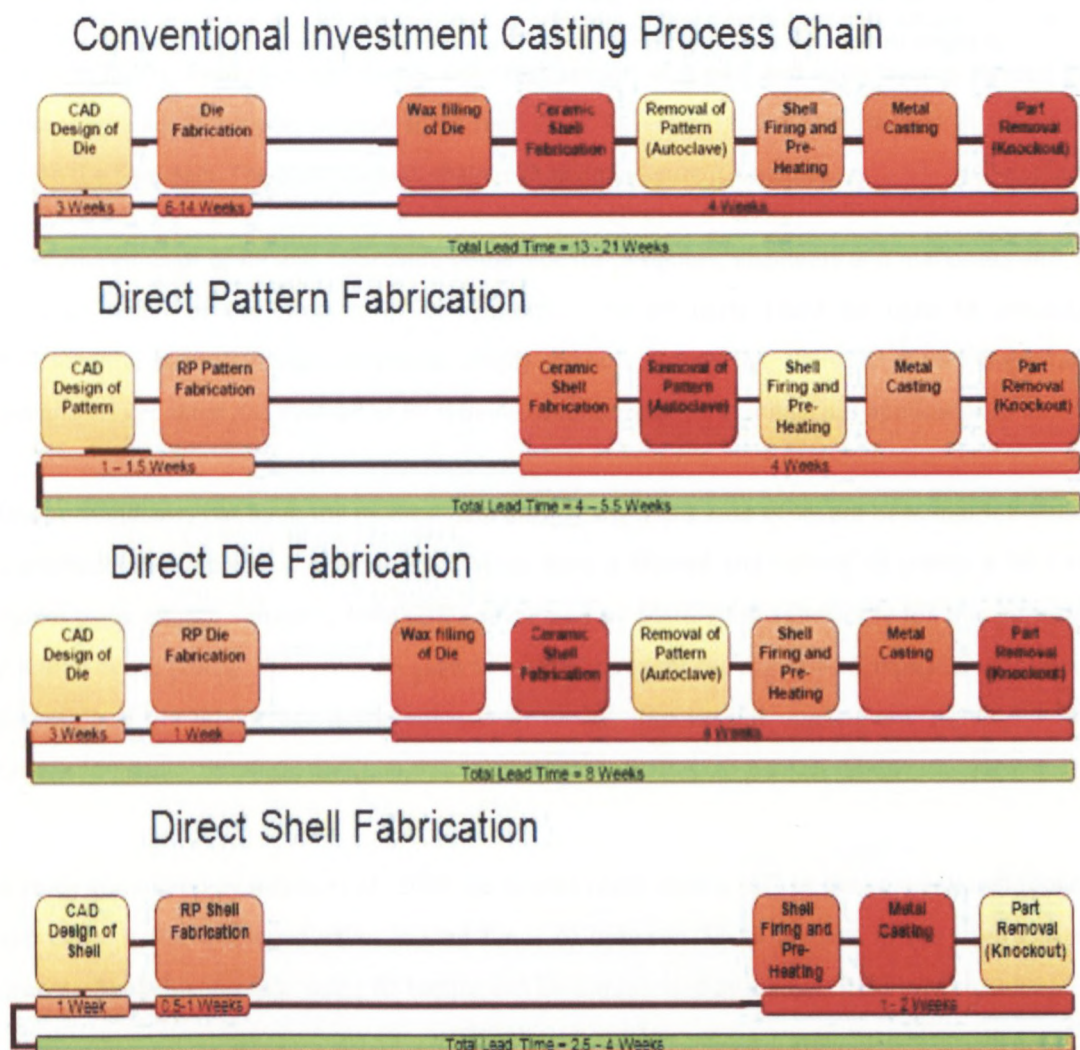 Conventional Investment Casting Process Chain
CAD
Design of
Die
Die
Fabrication
Wax filling
of Die
Ceramic
Shell
Fabrication
Removal of
Pattern
(Autoclave)
Shell
Firing and
Pre-
Heating
Metal
Casting
Part
Removal
(Knockout)
3 Weeks
6-14 Weeks
4 Weeks
Total Lead Time = 13 - 21 Weeks
Direct Pattern Fabrication
CAD
Design of
Pattern
RP Pattern
Fabrication
Ceramic
Shell
Fabrication
Removal of
Pattern
(Autoclave)
Shell
Firing and
Pre-
Heating
Metal
Casting
Part
Removal
(Knockout)
1 – 1.5 Weeks
4 Weeks
Total Lead Time = 4 – 5.5 Weeks
Direct Die Fabrication
CAD
Design of
Die
RP Die
Fabrication
Wax filling
of Die
Ceramic
Shell
Fabrication
Removal of
Pattern
(Autoclave)
Shell
Firing and
Pre-
Heating
Metal
Casting
Part
Removal
(Knockout)
3 Weeks
1 Week
4 Weeks
Total Lead Time = 8 Weeks
Direct Shell Fabrication
CAD
Design of
Shell
RP Shell
Fabrication
Shell
Firing and
Pre-
Heating
Metal
Casting
Part
Removal
(Knockout)
1 Week
0.5-1 Weeks
1 - 2 Weeks
Total Lead Time = 2.5 - 4 Weeks